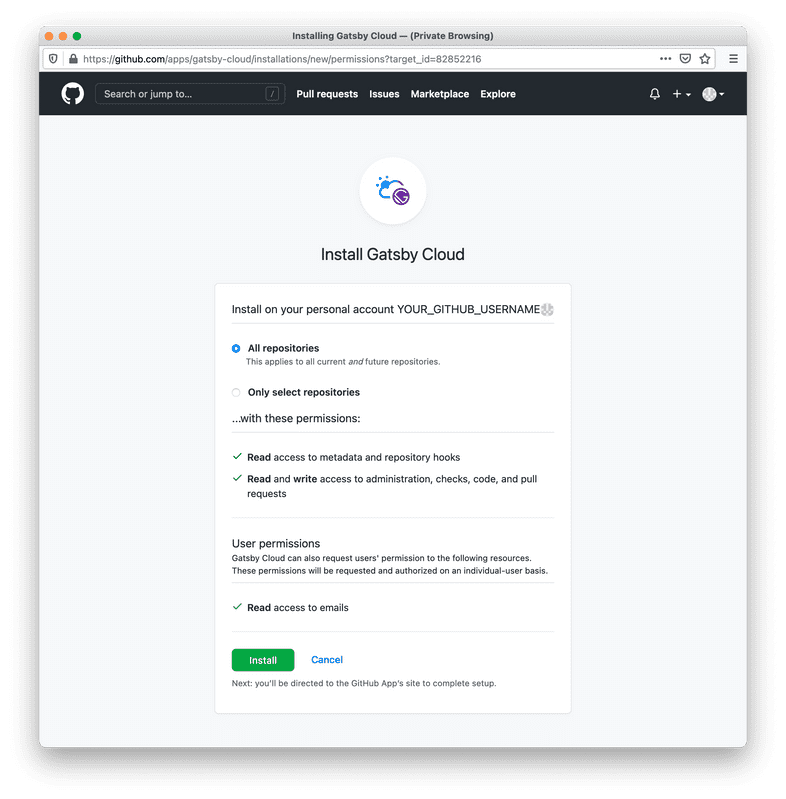 Installing Gatsby Cloud — (Private Browsing)
https://github.com/apps/gatsby-cloud/installations/new/permissions?target_id=82852216
Search or jump to... /
Pull requests Issues Marketplace Explore
Install Gatsby Cloud
Install on your personal account YOUR_GITHUB_USERNAME
All repositories
This applies to all current and future repositories.
Only select repositories
...with these permissions:
Read access to metadata and repository hooks
Read and write access to administration, checks, code, and pull
requests
User permissions
Gatsby Cloud can also request users' permission to the following resources.
These permissions will be requested and authorized on an individual-user basis.
Read access to emails
Install Cancel
Next: you'll be directed to the GitHub App's site to complete setup.